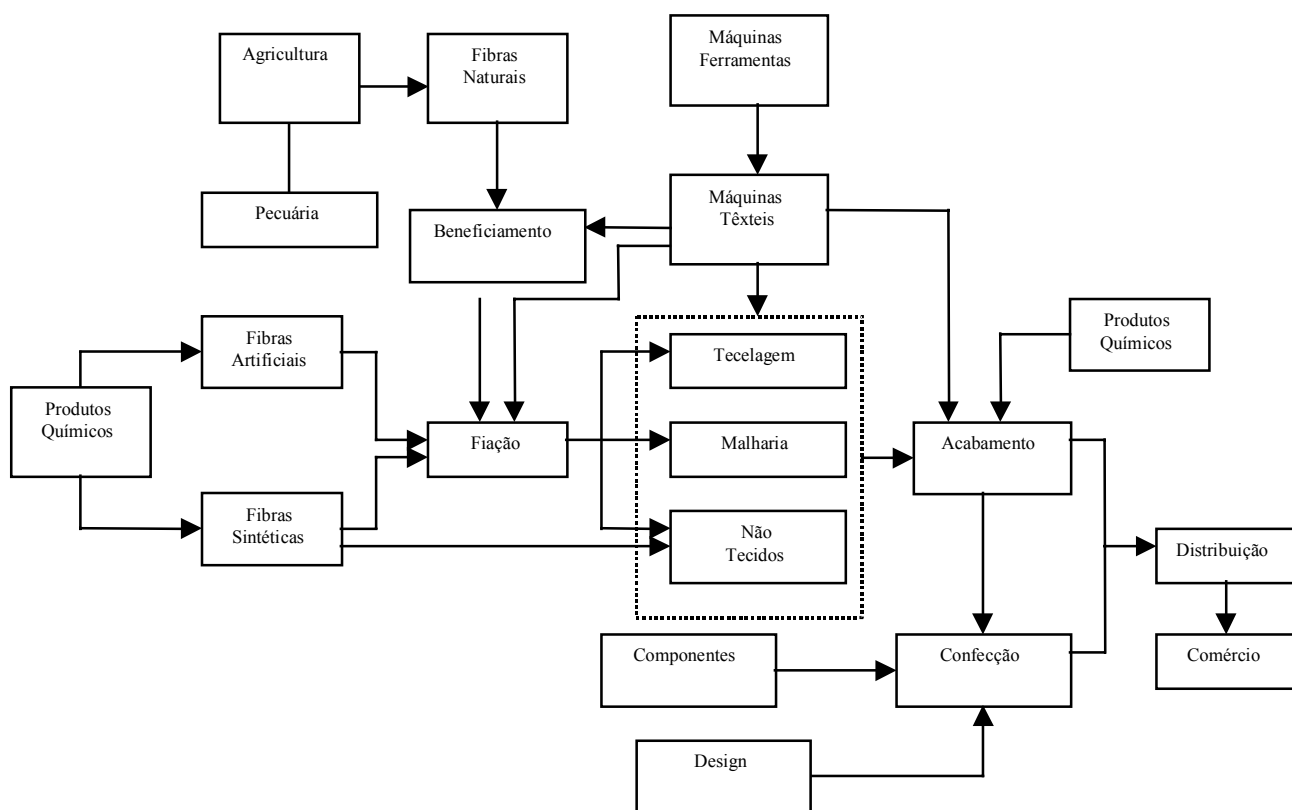 Agricultura
Fibras
Naturais
Máquinas
Ferramentas
Pecuária
Beneficiamento
Máquinas
Têxteis
Fibras
Artificiais
Produtos
Químicos
Tecelagem
Produtos
Químicos
Fiação
Malharia
Acabamento
Fibras
Sintéticas
Não
Tecidos
Distribuição
Componentes
Confecção
Comércio
Design